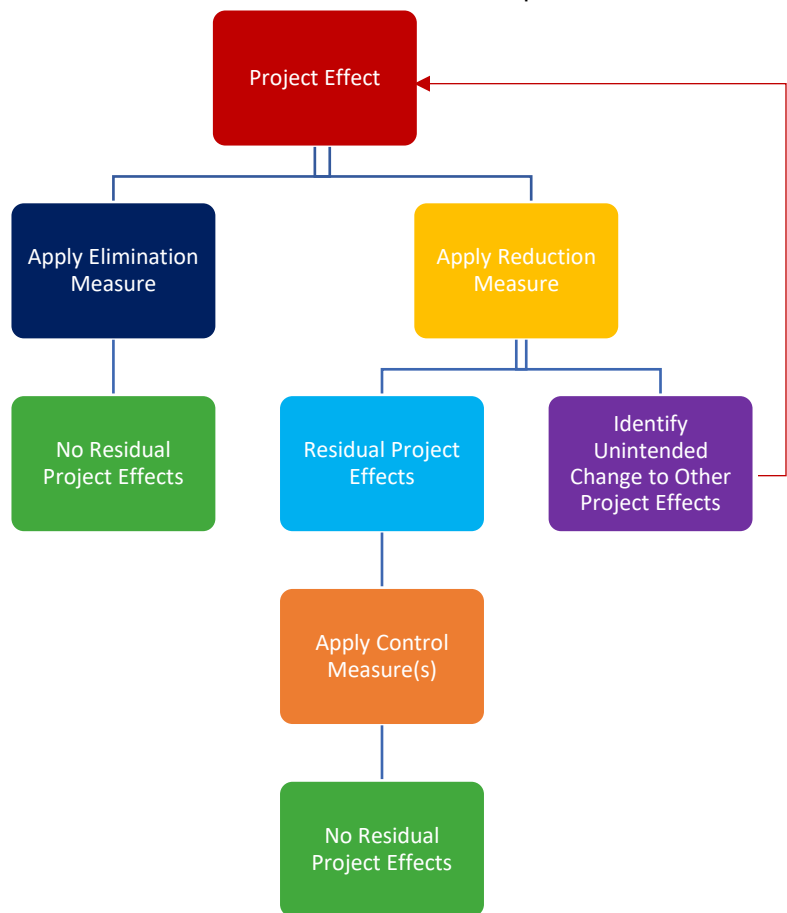 Project Effect
Apply Elimination
Measure
Apply Reduction
Measure
No Residual
Project Effects
Residual Project
Effects
Identify
Unintended
Change to Other
Project Effects
Apply Control
Measure(s)
No Residual
Project Effects